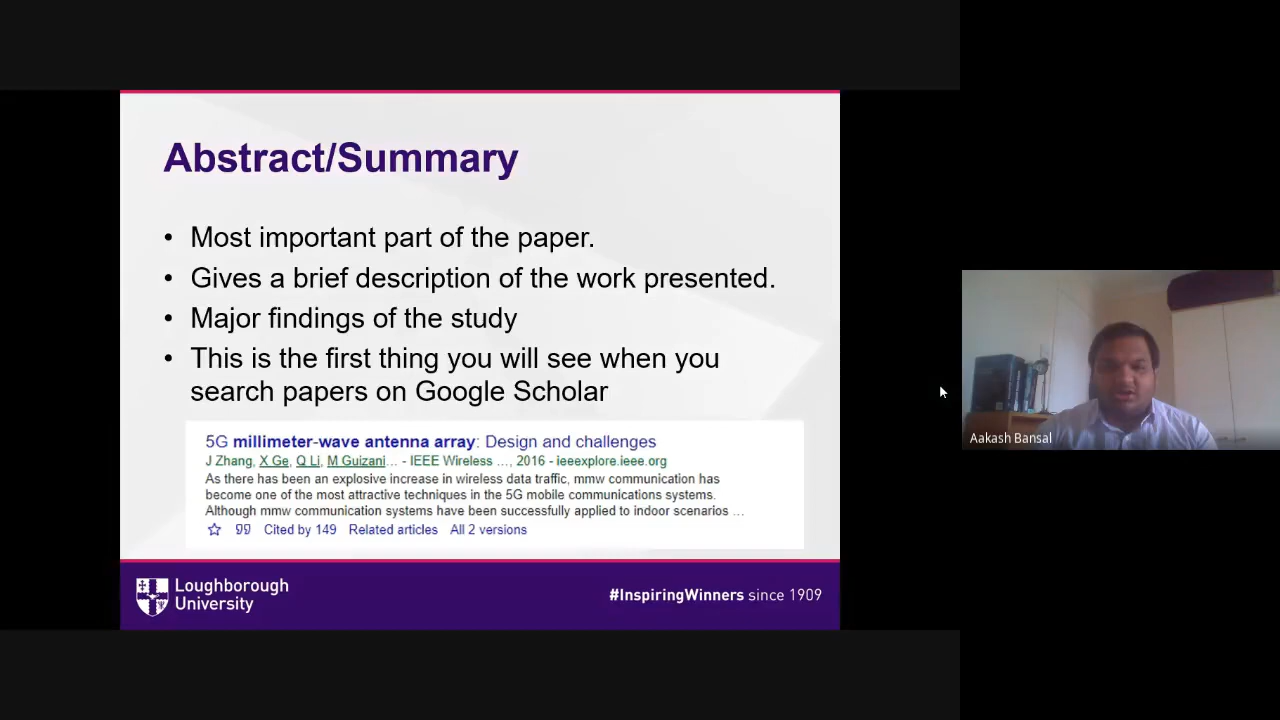 Abstract/Summary
• Most important part of the paper.
• Gives a brief description of the work presented.
• Major findings of the study
• This is the first thing you will see when you
search papers on Google Scholar
5G millimeter-wave antenna array: Design and challenges
J Zhang, X Ge, Q Li, M Guizani... - IEEE Wireless ..., 2016 - ieeexplore.ieee.org
As there has been an explosive increase in wireless data traffic, mmw communication has
become one of the most attractive techniques in the 5G mobile communications systems.
Although mmw communication systems have been successfully applied to indoor scenarios ...
Cited by 149 Related articles All 2 versions
Loughborough
University
#InspiringWinners since 1909
Aakash Bansal